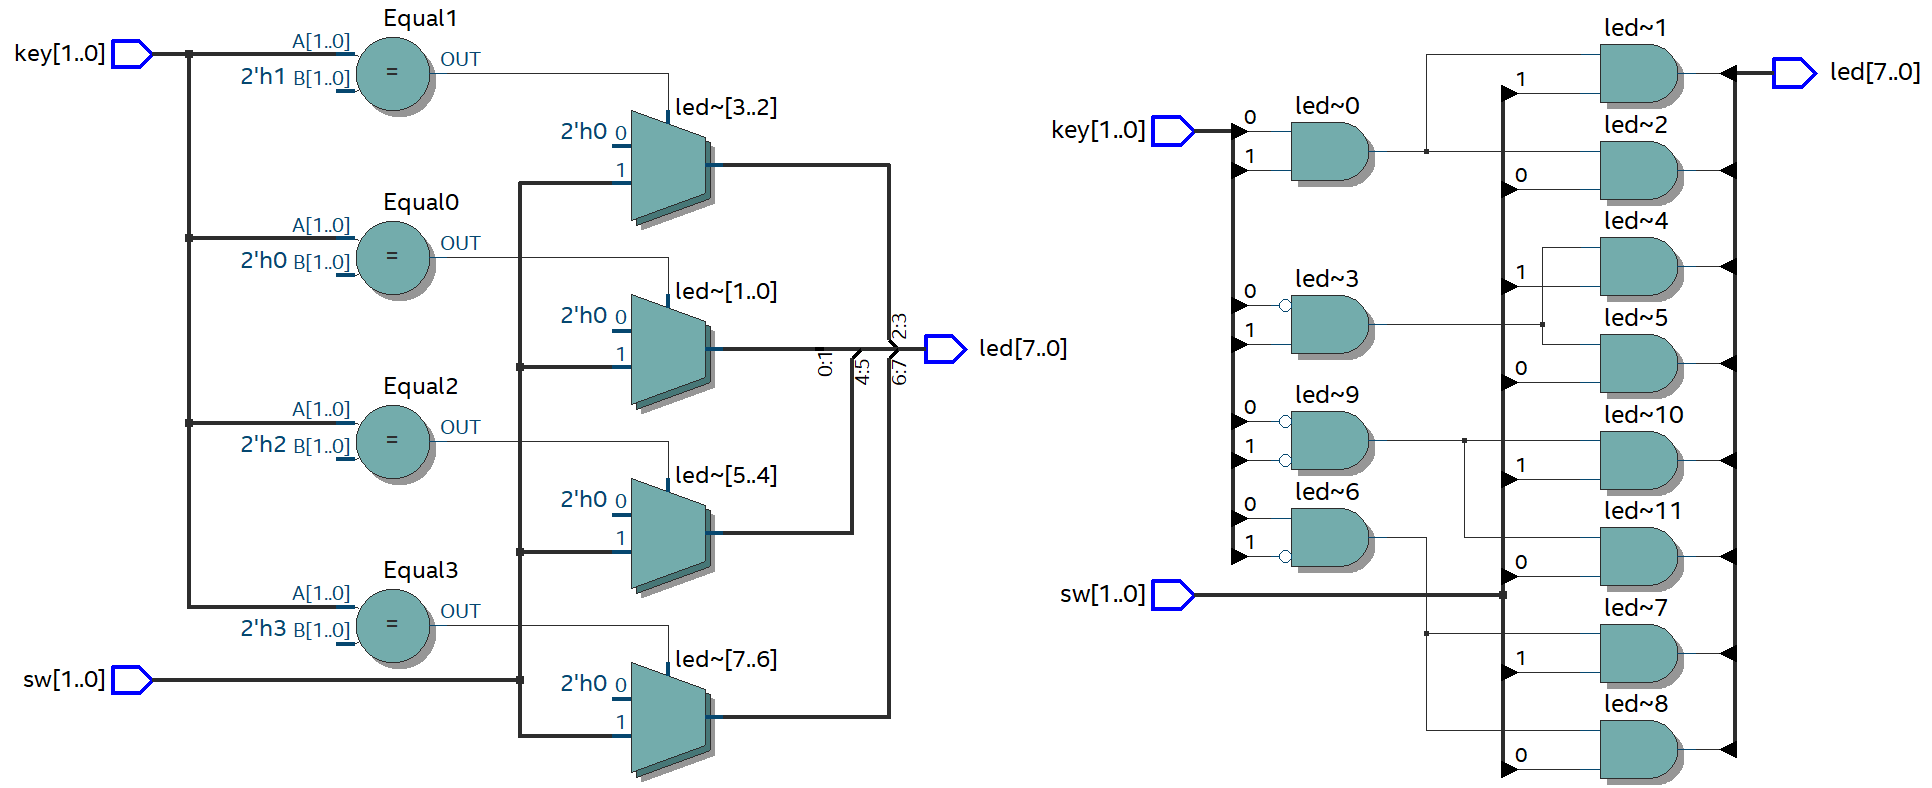 Equal1
key[1..0]
A[1..0]
2'h1 B[1..0]
=
OUT
led~[3..2]
2'h0 0
1
Equal0
A[1..0]
2'h0 B[1..0]
=
OUT
led~[1..0]
2'h0 0
1
Equal2
A[1..0]
2'h2 B[1..0]
=
OUT
led~[5..4]
2'h0 0
1
Equal3
A[1..0]
2'h3 B[1..0]
=
OUT
led~[7..6]
2'h0 0
1
sw[1..0]
0:1
4:5
2:3
6:7
led[7..0]
key[1..0]
led~0
0
1
led~3
0
1
led~9
0
1
led~6
0
1
sw[1..0]
led~1
1
led~2
0
led~4
1
led~5
0
led~10
1
led~11
0
led~7
1
led~8
0
led[7..0]